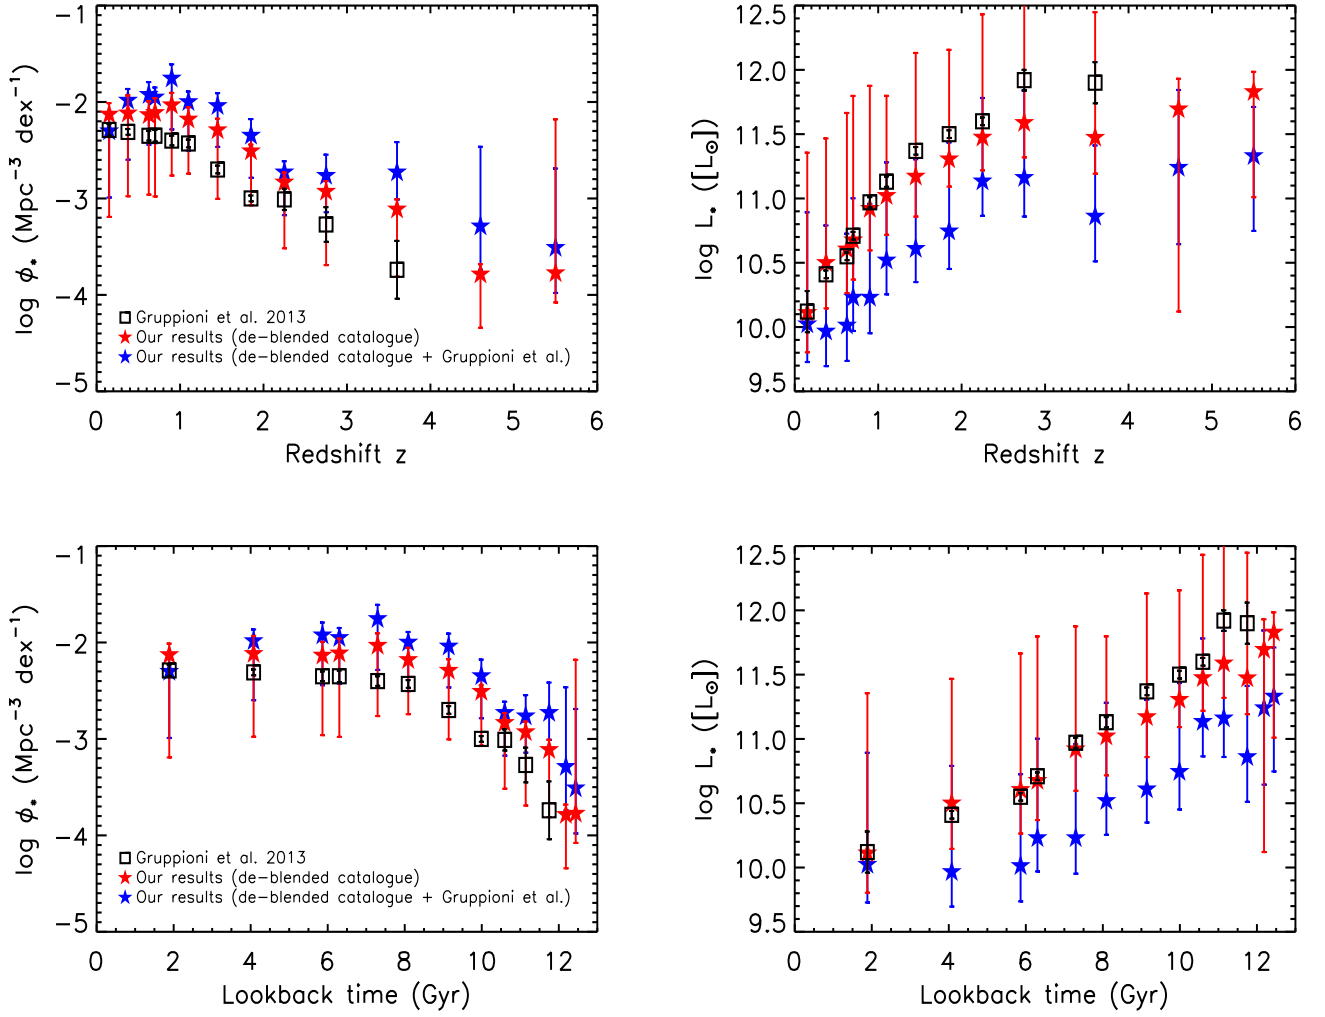 −1
−2
−3
−4
−5
log ϕ⋆ (Mpc⁻³ dex⁻¹)
□ Gruppioni et al. 2013
★ Our results (de−blended catalogue)
★ Our results (de−blended catalogue + Gruppioni et al.)
0 1 2 3 4 5 6
Redshift z
12.5
12.0
11.5
11.0
10.5
10.0
9.5
log L⋆ ([L⊙])
0 1 2 3 4 5 6
Redshift z
−1
−2
−3
−4
−5
log ϕ⋆ (Mpc⁻³ dex⁻¹)
□ Gruppioni et al. 2013
★ Our results (de−blended catalogue)
★ Our results (de−blended catalogue + Gruppioni et al.)
0 2 4 6 8 10 12
Lookback time (Gyr)
12.5
12.0
11.5
11.0
10.5
10.0
9.5
log L⋆ ([L⊙])
0 2 4 6 8 10 12
Lookback time (Gyr)